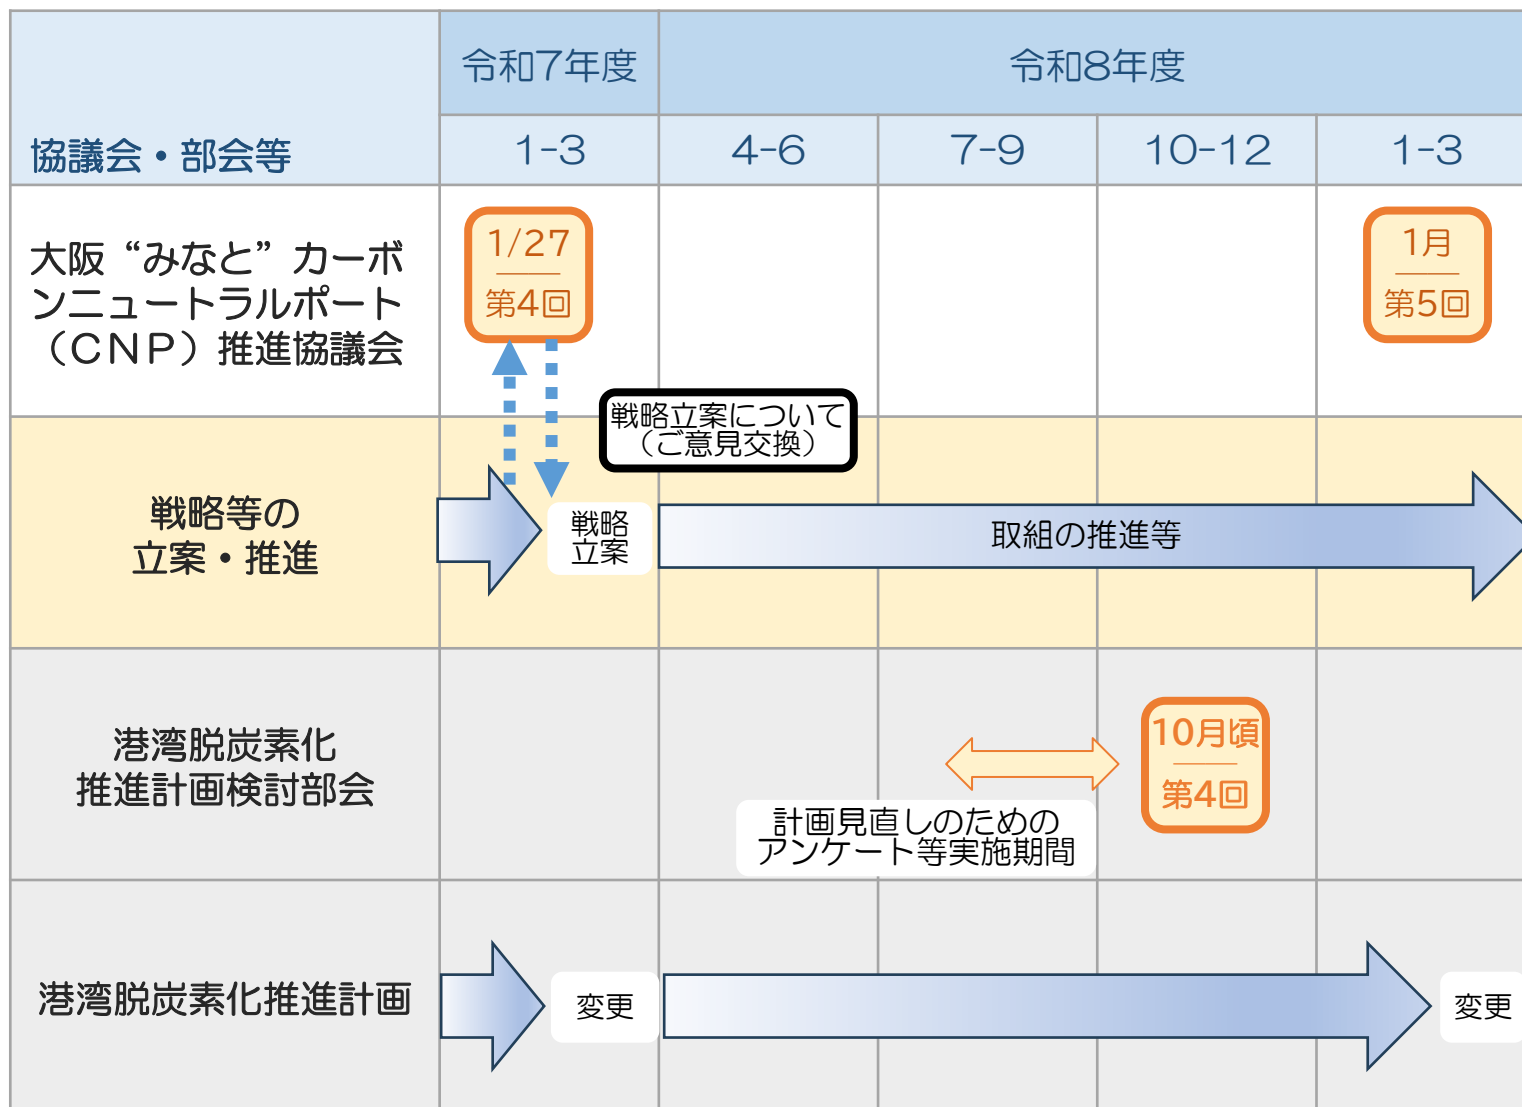 令和7年度
令和8年度
協議会・部会等
1-3
4-6
7-9
10-12
1-3
大阪“みなと”カーボ
ンニュートラルポート
（CNP）推進協議会
1/27
第4回
1月
第5回
戦略立案について
（ご意見交換）
戦略等の
立案・推進
戦略
立案
取組の推進等
港湾脱炭素化
推進計画検討部会
10月頃
第4回
計画見直しのための
アンケート等実施期間
港湾脱炭素化推進計画
変更
変更